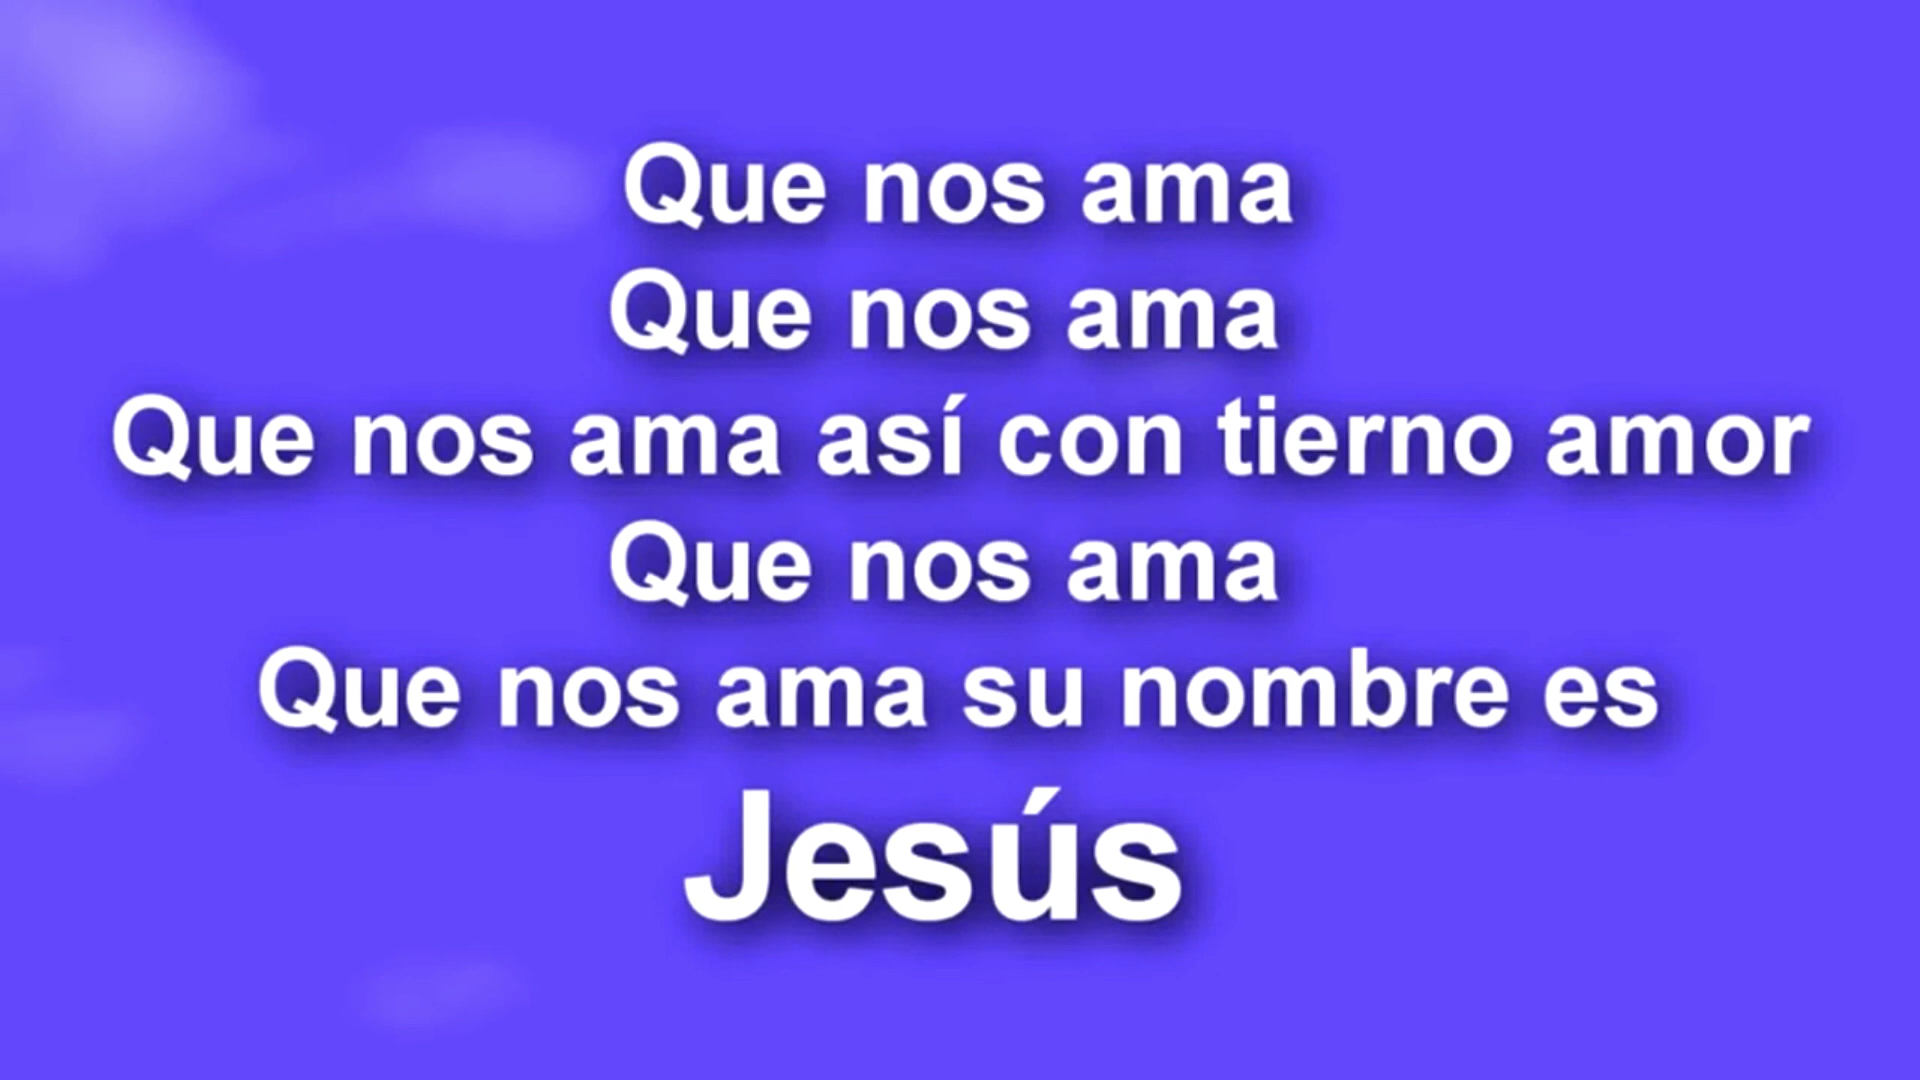 Que nos ama
Que nos ama
Que nos ama así con tierno amor
Que nos ama
Que nos ama su nombre es
Jesús